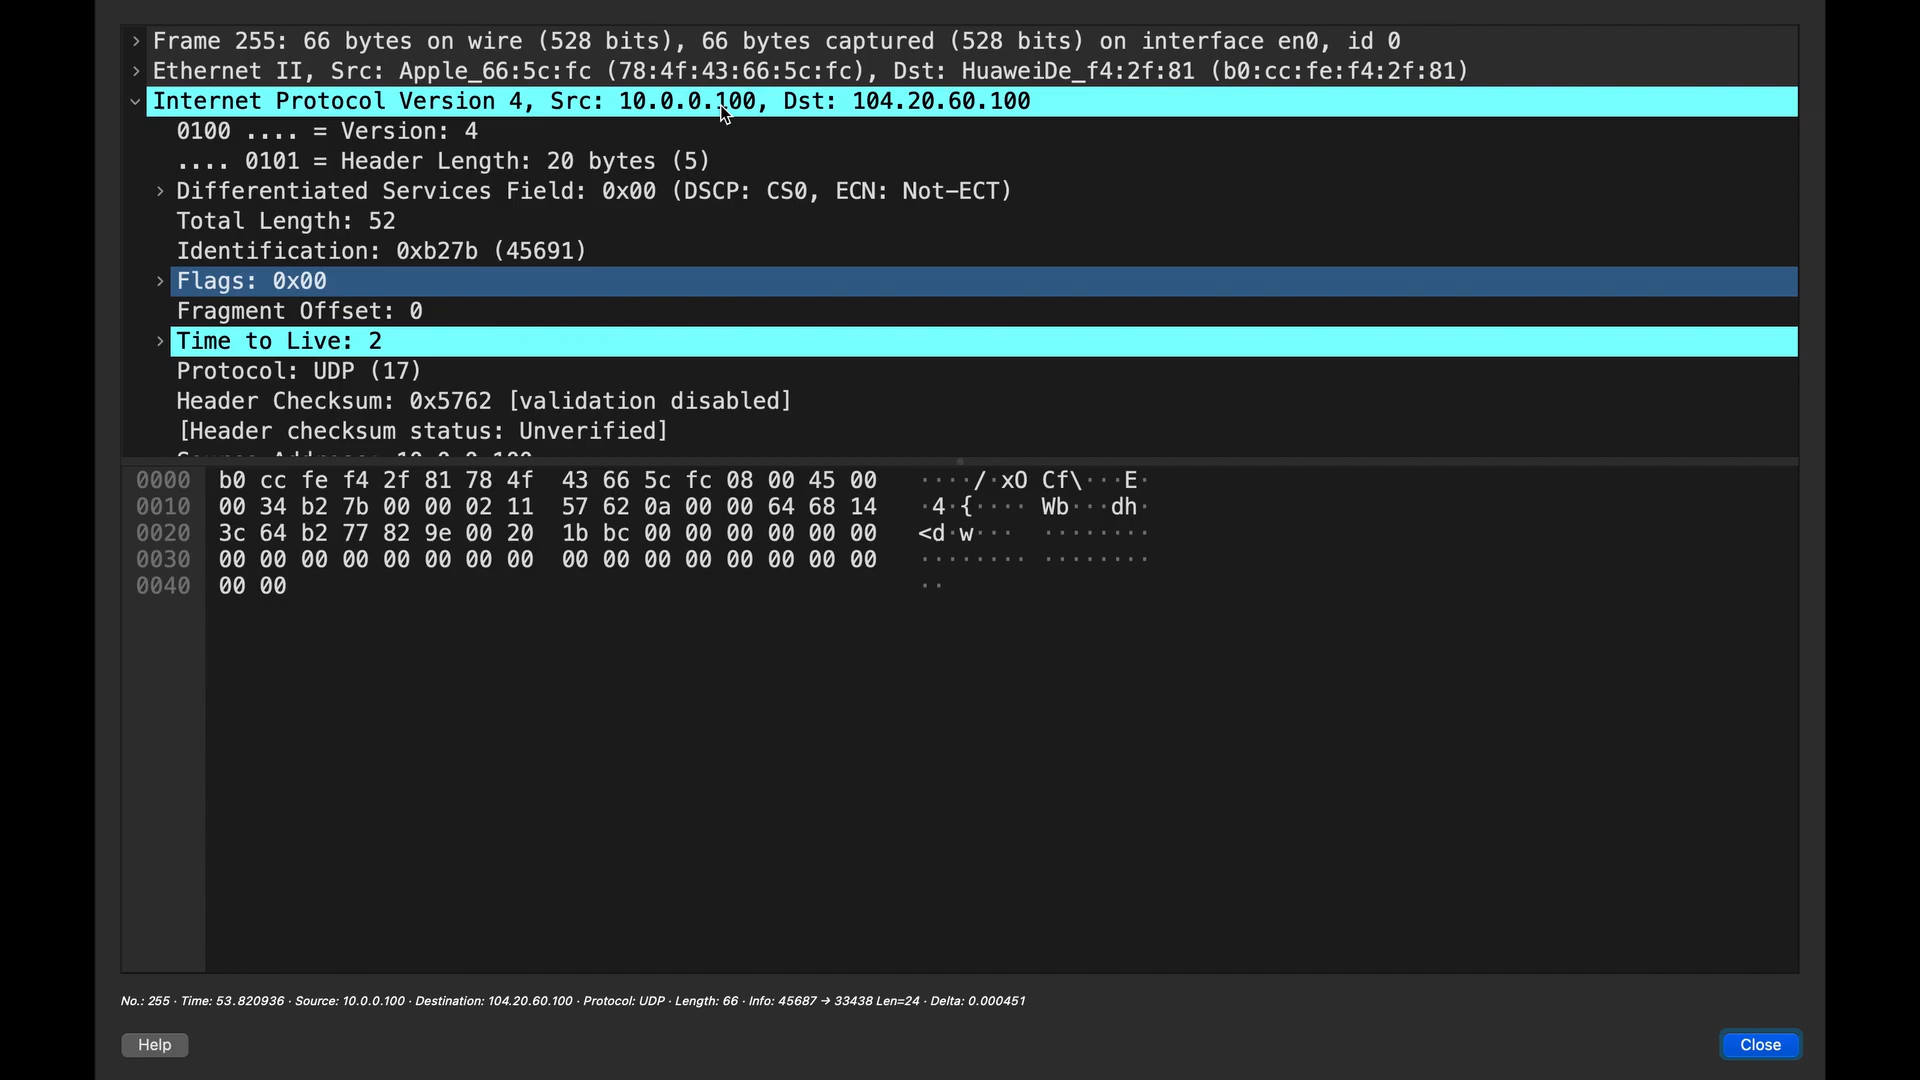 Frame 255: 66 bytes on wire (528 bits), 66 bytes captured (528 bits) on interface en0, id 0
Ethernet II, Src: Apple_66:5c:fc (78:4f:43:66:5c:fc), Dst: HuaweiDe_f4:2f:81 (b0:cc:fe:f4:2f:81)
Internet Protocol Version 4, Src: 10.0.0.100, Dst: 104.20.60.100
0100 .... = Version: 4
.... 0101 = Header Length: 20 bytes (5)
Differentiated Services Field: 0x00 (DSCP: CS0, ECN: Not-ECT)
Total Length: 52
Identification: 0xb27b (45691)
Flags: 0x00
Fragment Offset: 0
Time to Live: 2
Protocol: UDP (17)
Header Checksum: 0x5762 [validation disabled]
[Header checksum status: Unverified]
0000 b0 cc fe f4 2f 81 78 4f 43 66 5c fc 08 00 45 00 ····/·xO Cf\···E·
0010 00 34 b2 7b 00 00 02 11 57 62 0a 00 00 64 68 14 ·4·{···· Wb···dh·
0020 3c 64 b2 77 82 9e 00 20 1b bc 00 00 00 00 00 00 <d·w··· ········
0030 00 00 00 00 00 00 00 00 00 00 00 00 00 00 00 00 ········ ········
0040 00 00 ··
No.: 255 · Time: 53.820936 · Source: 10.0.0.100 · Destination: 104.20.60.100 · Protocol: UDP · Length: 66 · Info: 45687 → 33438 Len=24 · Delta: 0.000451
Help
Close